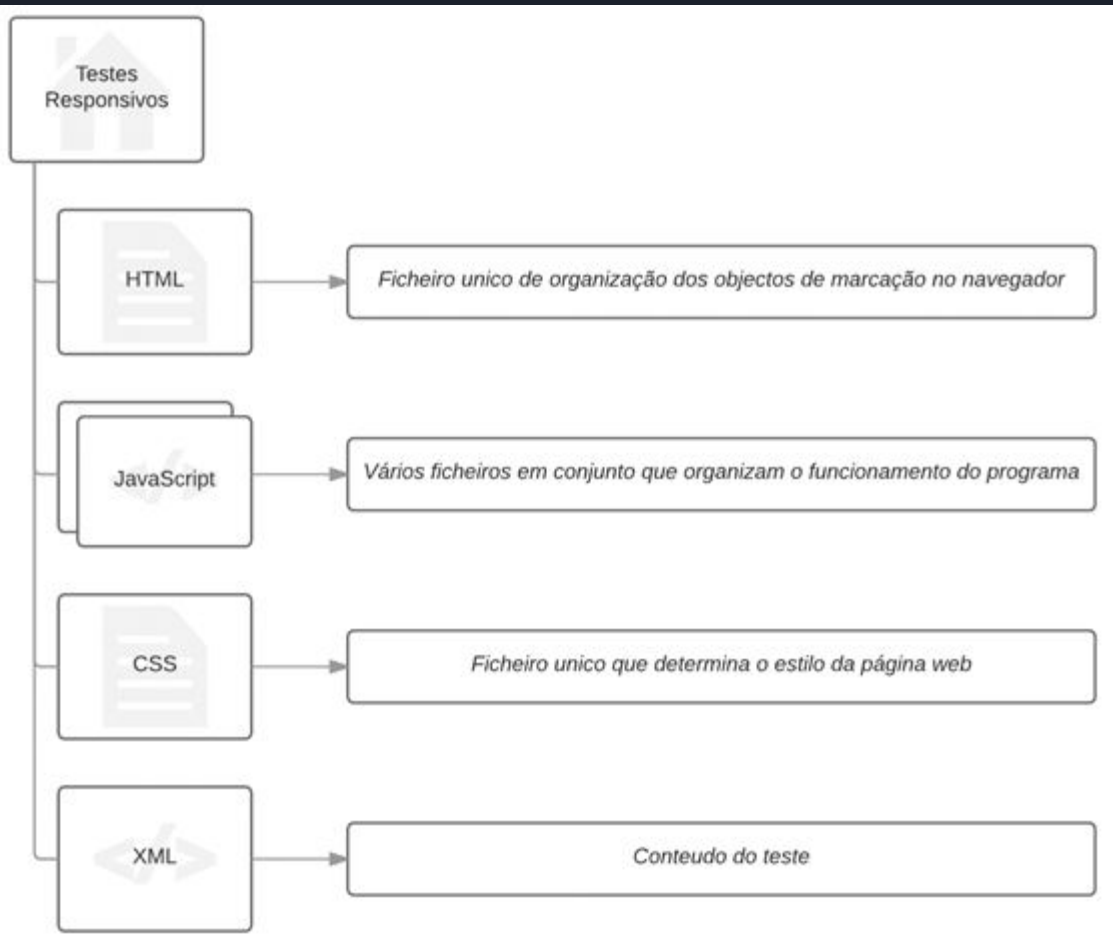 Testes
Responsivos
HTML
Ficheiro unico de organização dos objectos de marcação no navegador
JavaScript
Vários ficheiros em conjunto que organizam o funcionamento do programa
CSS
Ficheiro unico que determina o estilo da página web
XML
Conteudo do teste